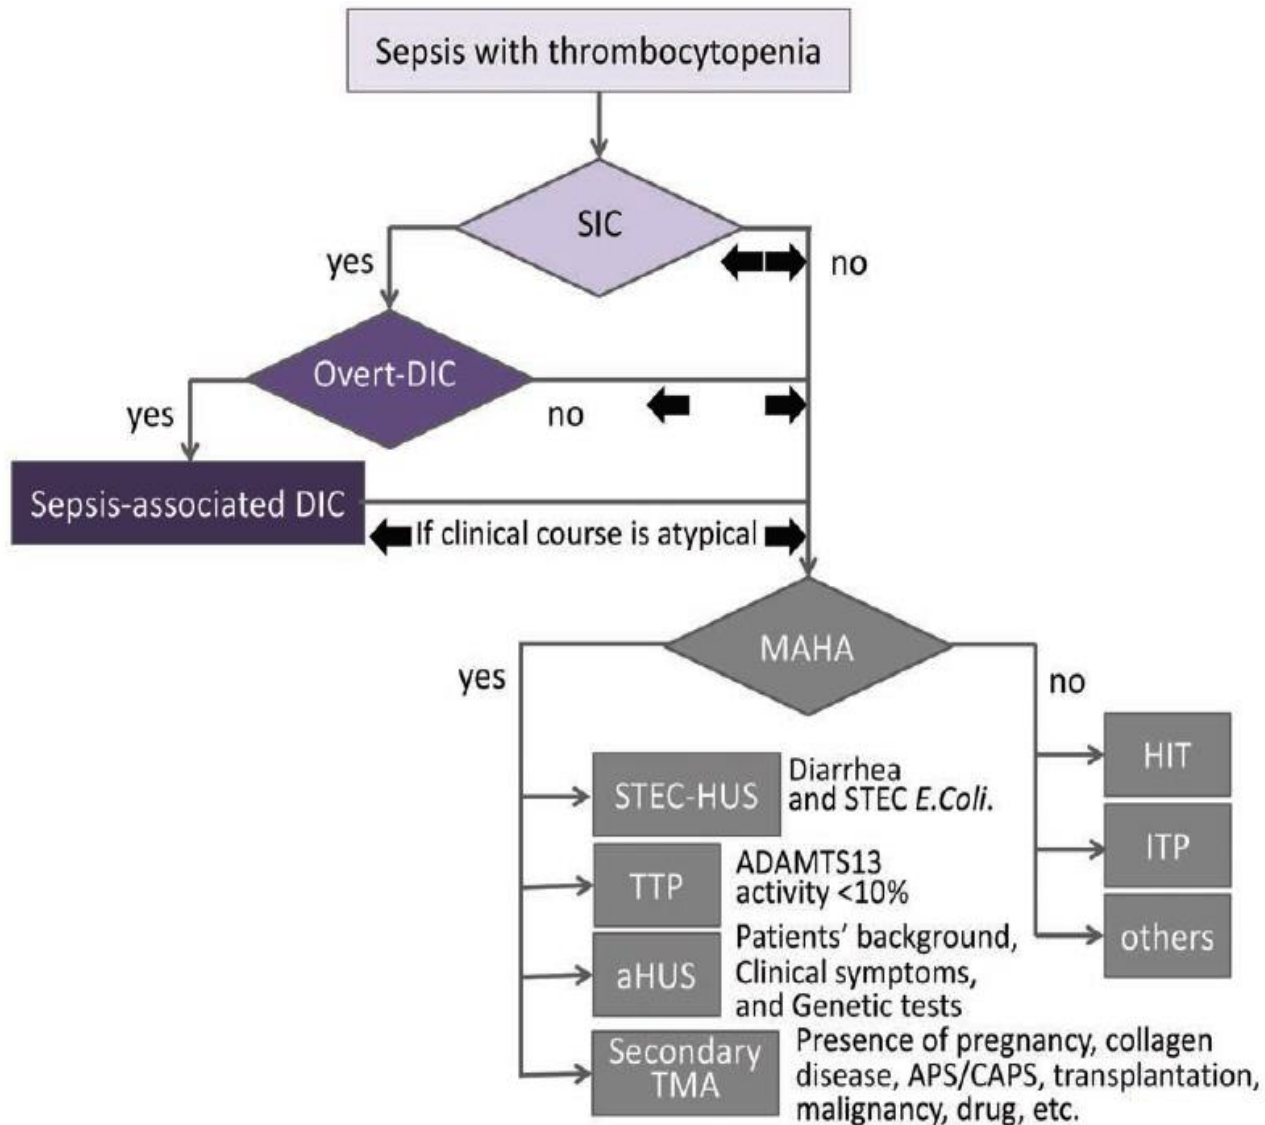 Sepsis with thrombocytopenia
SIC
yes
no
Overt-DIC
yes
no
Sepsis-associated DIC
If clinical course is atypical
MAHA
yes
no
STEC-HUS
Diarrhea
and STEC E.Coli.
TTP
ADAMTS13
activity <10%
aHUS
Patients' background,
Clinical symptoms,
and Genetic tests
Secondary
TMA
Presence of pregnancy, collagen
disease, APS/CAPS, transplantation,
malignancy, drug, etc.
HIT
ITP
others